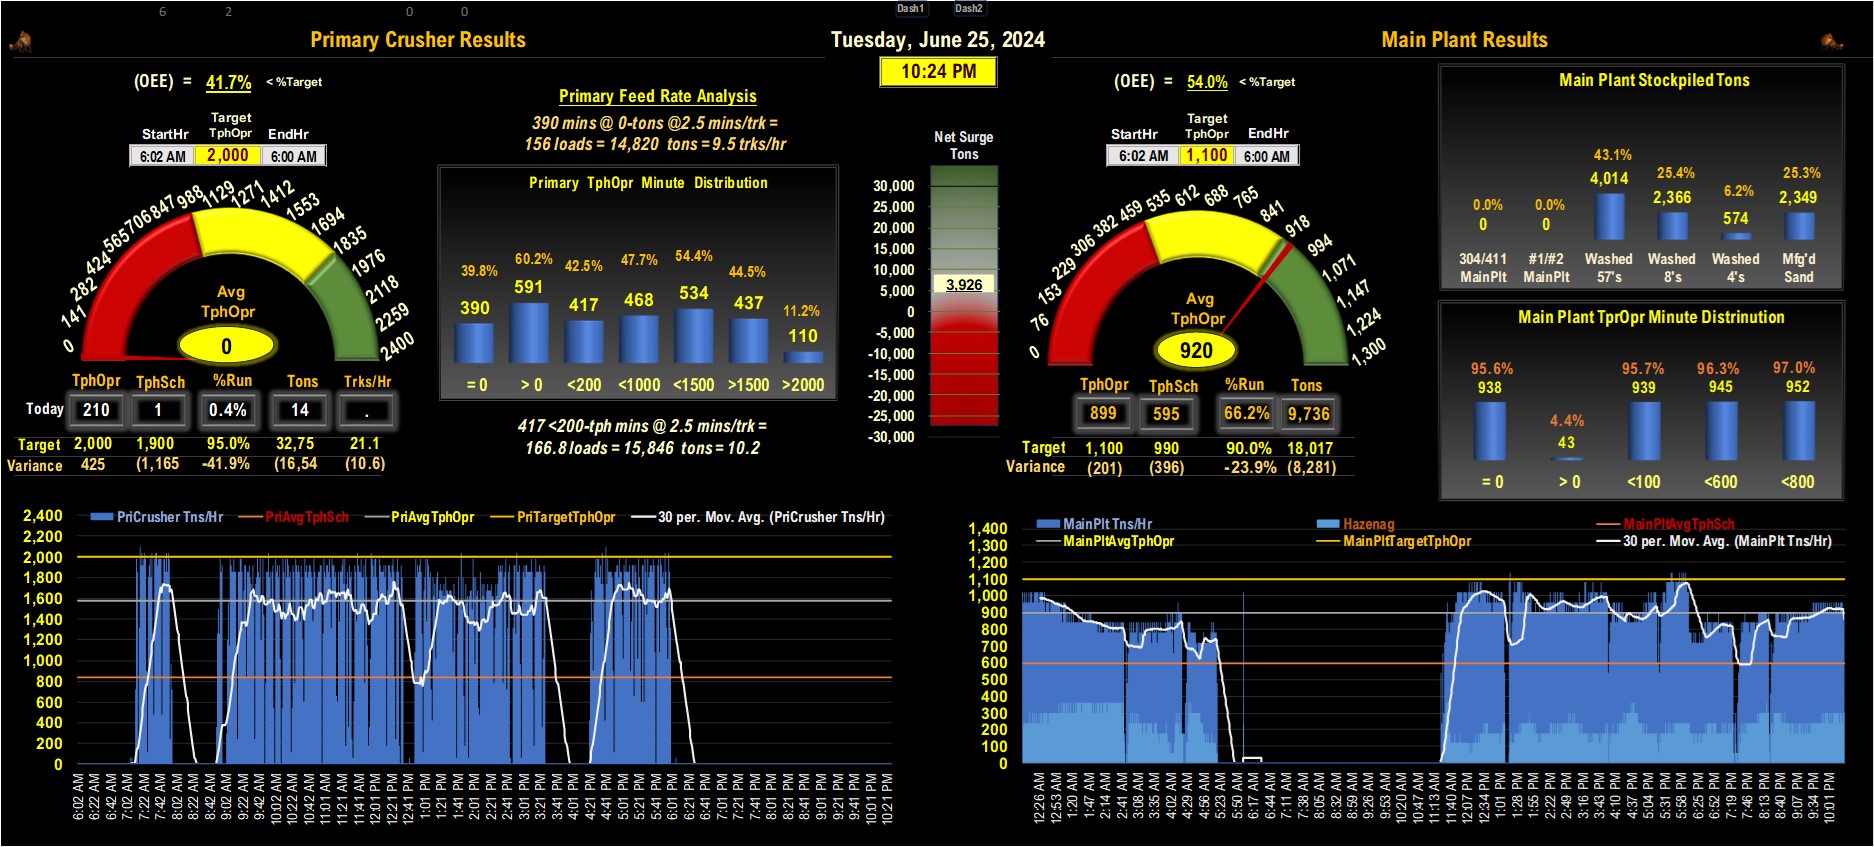 6 2 0 0 Dash1 Dash2
Primary Crusher Results
Tuesday, June 25, 2024
Main Plant Results
10:24 PM
(OEE) = 41.7% < %Target
Target
StartHr TphOpr EndHr
6:02 AM 2,000 6:00 AM
0 141 282 424 565 706 847 988 1129 1271 1412 1553 1694 1835 1976 2118 2259 2400
Avg
TphOpr
0
TphOpr TphSch %Run Tons Trks/Hr
Today 210 1 0.4% 14 .
Target 2,000 1,900 95.0% 32,75 21.1
Variance 425 (1,165 -41.9% (16,54 (10.6)
Primary Feed Rate Analysis
390 mins @ 0-tons @2.5 mins/trk =
156 loads = 14,820 tons = 9.5 trks/hr
Primary TphOpr Minute Distribution
39.8% 60.2% 42.5% 47.7% 54.4% 44.5% 11.2%
390 591 417 468 534 437 110
= 0 > 0 <200 <1000 <1500 >1500 >2000
417 <200-tph mins @ 2.5 mins/trk =
166.8 loads = 15,846 tons = 10.2
Net Surge
Tons
30,000
25,000
20,000
15,000
10,000
5,000
0
-5,000
-10,000
-15,000
-20,000
-25,000
-30,000
3,926
(OEE) = 54.0% < %Target
Target
StartHr TphOpr EndHr
6:02 AM 1,100 6:00 AM
0 76 153 229 306 382 459 535 612 688 765 841 918 994 1,071 1,147 1,224 1,300
Avg
TphOpr
920
TphOpr TphSch %Run Tons
899 595 66.2% 9,736
Target 1,100 990 90.0% 18,017
Variance (201) (396) -23.9% (8,281)
Main Plant Stockpiled Tons
0.0% 0.0% 43.1% 25.4% 6.2% 25.3%
0 0 4,014 2,366 574 2,349
304/411 #1/#2 Washed Washed Washed Mfg'd
MainPlt MainPlt 57's 8's 4's Sand
Main Plant TprOpr Minute Distrinution
95.6% 4.4% 95.7% 96.3% 97.0%
938 43 939 945 952
= 0 > 0 <100 <600 <800
PriCrusher Tns/Hr PriAvgTphSch PriAvgTphOpr PriTargetTphOpr 30 per. Mov. Avg. (PriCrusher Tns/Hr)
2,400
2,200
2,000
1,800
1,600
1,400
1,200
1,000
800
600
400
200
0
6:02 AM 6:22 AM 6:42 AM 7:02 AM 7:22 AM 7:42 AM 8:02 AM 8:22 AM 8:42 AM 9:02 AM 9:22 AM 9:42 AM 10:02 AM 10:22 AM 10:42 AM 11:01 AM 11:21 AM 11:41 AM 12:01 PM 12:21 PM 12:41 PM 1:01 PM 1:21 PM 1:41 PM 2:01 PM 2:21 PM 2:41 PM 3:01 PM 3:21 PM 3:41 PM 4:01 PM 4:21 PM 4:41 PM 5:01 PM 5:21 PM 5:41 PM 6:01 PM 6:21 PM 6:41 PM 7:01 PM 7:21 PM 7:41 PM 8:01 PM 8:21 PM 8:41 PM 9:01 PM 9:21 PM 9:41 PM 10:01 PM 10:21 PM
MainPlt Tns/Hr Hazenag MainPltAvgTphSch
MainPltAvgTphOpr MainPltTargetTphOpr 30 per. Mov. Avg. (MainPlt Tns/Hr)
1,400
1,300
1,200
1,100
1,000
900
800
700
600
500
400
300
200
100
0
12:26 AM 12:53 AM 1:20 AM 1:47 AM 2:14 AM 2:41 AM 3:08 AM 3:35 AM 4:02 AM 4:29 AM 4:56 AM 5:23 AM 5:50 AM 6:17 AM 6:44 AM 7:11 AM 7:38 AM 8:05 AM 8:32 AM 8:59 AM 9:26 AM 9:53 AM 10:20 AM 10:47 AM 11:13 AM 11:40 AM 12:07 PM 12:34 PM 1:01 PM 1:28 PM 1:55 PM 2:22 PM 2:49 PM 3:16 PM 3:43 PM 4:10 PM 4:37 PM 5:04 PM 5:31 PM 5:58 PM 6:25 PM 6:52 PM 7:19 PM 7:46 PM 8:13 PM 8:40 PM 9:07 PM 9:34 PM 10:01 PM